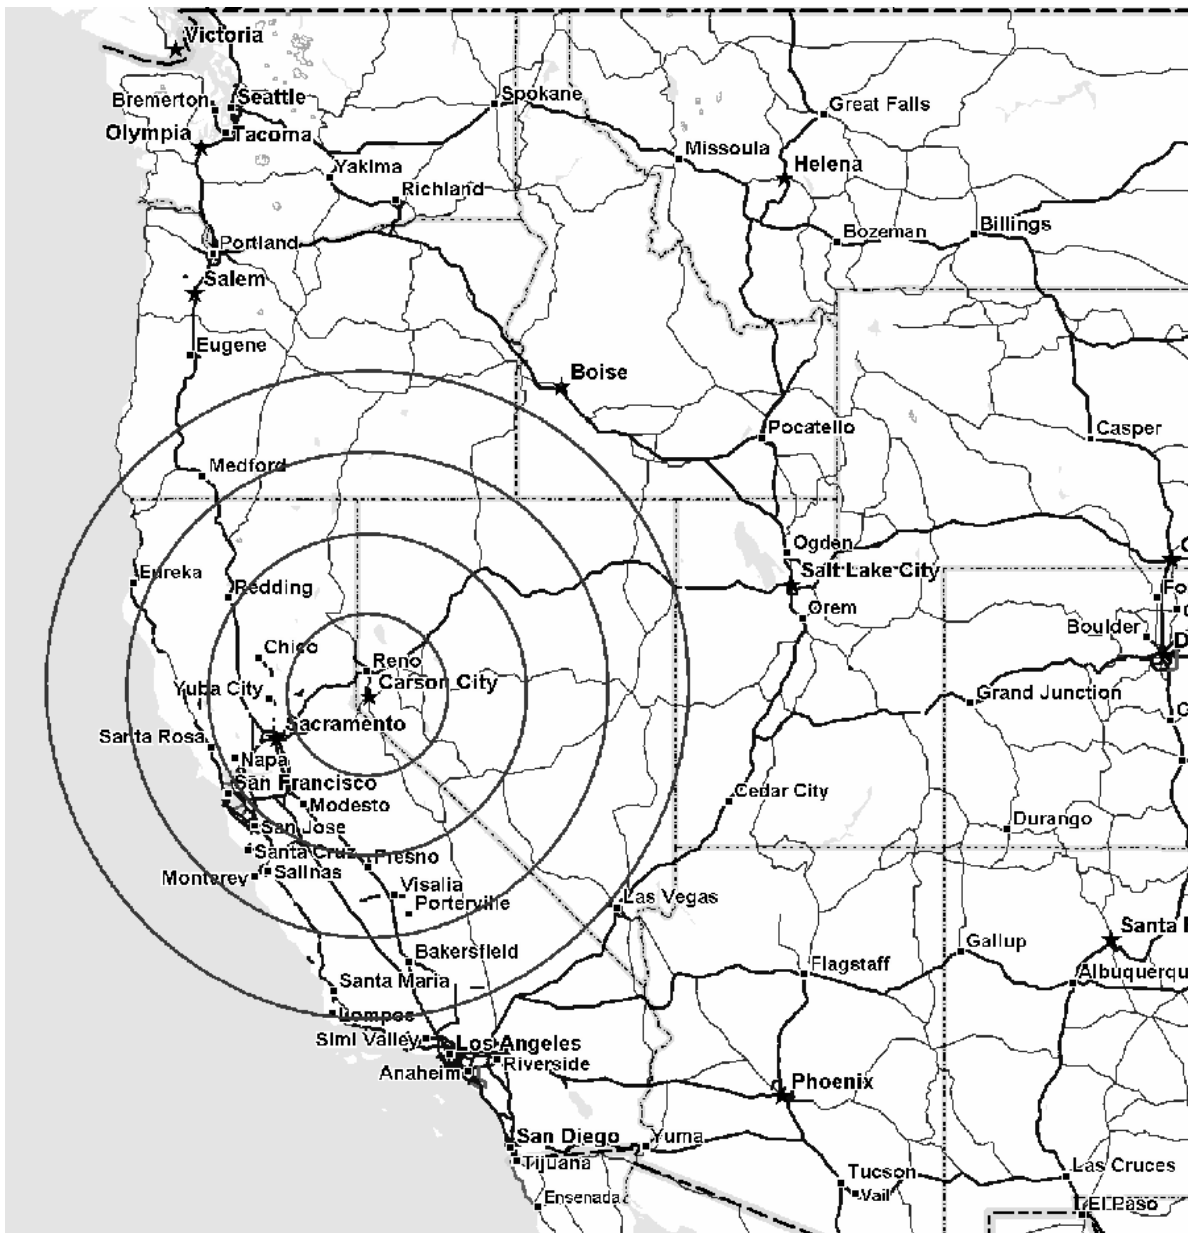 Victoria
Bremerton
Seattle
Spokane
Great Falls
Olympia
Tacoma
Missoula
Helena
Yakima
Richland
Portland
Bozeman
Billings
Salem
Eugene
Boise
Pocatello
Casper
Medford
Ogden
Eureka
Redding
Salt Lake City
Fo
Orem
Boulder
D
Chico
Reno
Carson City
Yuba City
Grand Junction
Sacramento
Santa Rosa
Napa
San Francisco
Modesto
Cedar City
San Jose
Durango
Santa Cruz
Fresno
Salinas
Monterey
Visalia
Porterville
Las Vegas
Bakersfield
Gallup
Flagstaff
Albuquerqu
Santa Maria
Lompoc
Simi Valley
Los Angeles
Riverside
Anaheim
Phoenix
San Diego
Yuma
Tijuana
Tucson
Las Cruces
Vail
Ensenada
El Paso